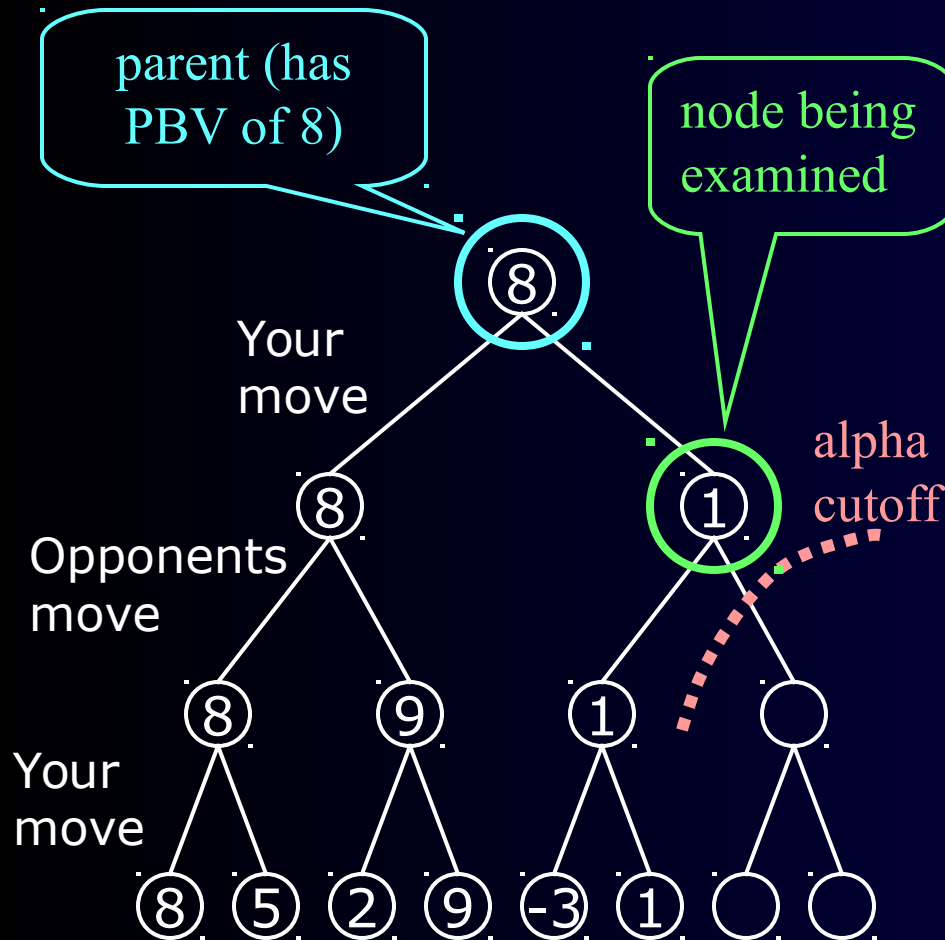 parent (has
PBV of 8)
node being
examined
8
Your
move
alpha
cutoff
8
1
Opponents
move
8
9
1
Your
move
8
5
2
9
-3
1